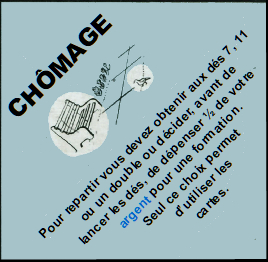 CHÔMAGE
Pour repartir vous devez obtenir aux dés 7, 11
ou un double ou décider, avant de
lancer les dés, de dépenser ½ de votre
argent pour une formation.
Seul ce choix permet
d'utiliser les
cartes.